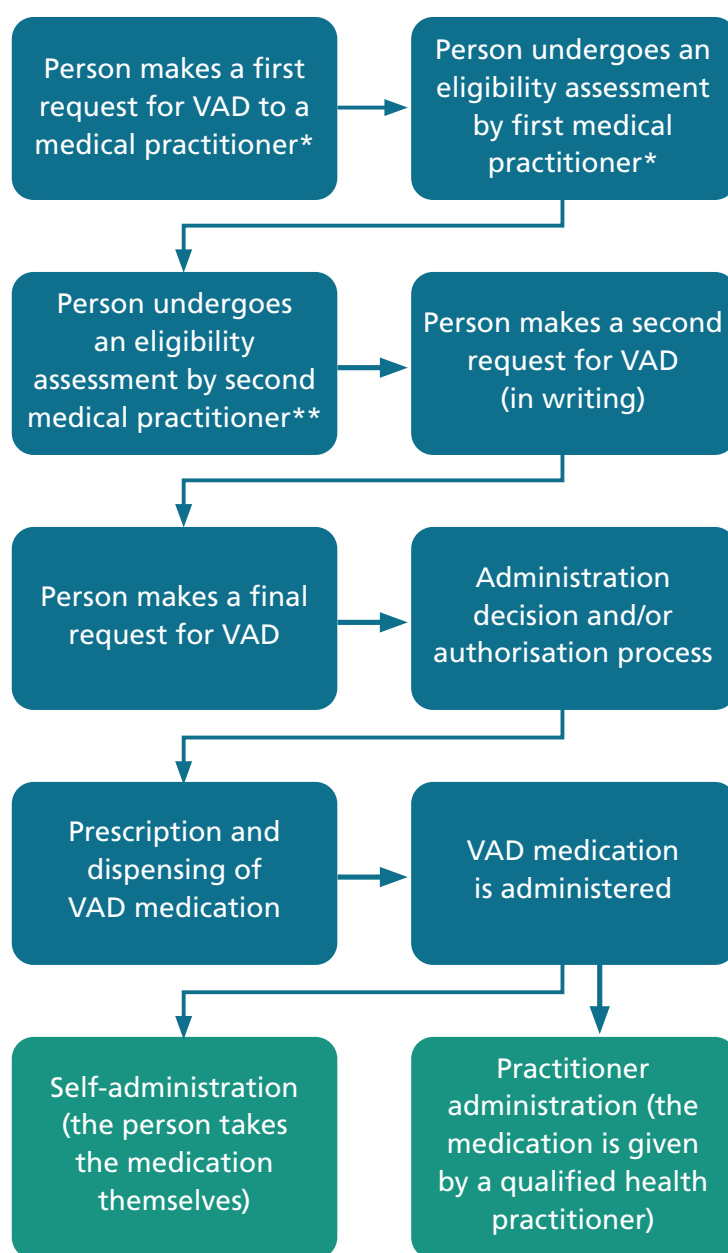 Person makes a first
request for VAD to a
medical practitioner*
Person undergoes an
eligibility assessment
by first medical
practitioner*
Person undergoes
an eligibility
assessment by second
medical practitioner**
Person makes a second
request for VAD
(in writing)
Person makes a final
request for VAD
Administration
decision and/or
authorisation process
Prescription and
dispensing of
VAD medication
VAD medication
is administered
Self-administration
(the person takes
the medication
themselves)
Practitioner
administration (the
medication is given
by a qualified health
practitioner)